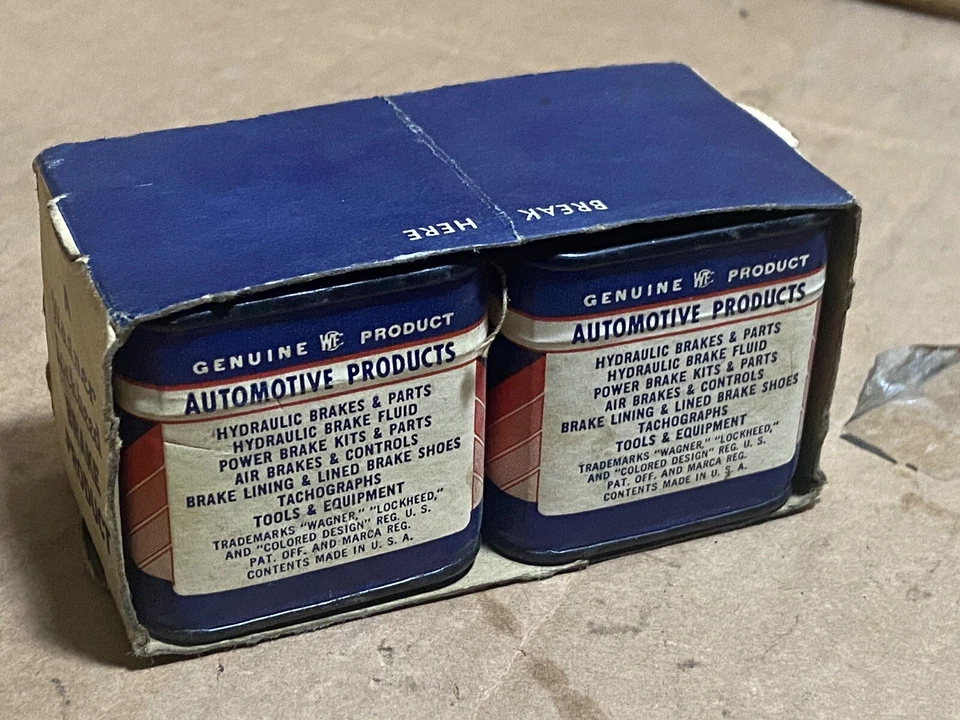 BREAK
HERE
GENUINE WEC PRODUCT
AUTOMOTIVE PRODUCTS
HYDRAULIC BRAKES & PARTS
HYDRAULIC BRAKE FLUID
POWER BRAKE KITS & PARTS
AIR BRAKES & CONTROLS
BRAKE LINING & LINED BRAKE SHOES
TACHOGRAPHS
TOOLS & EQUIPMENT
TRADEMARKS "WAGNER," "LOCKHEED,"
AND "COLORED DESIGN" REG. U. S.
PAT. OFF. AND MARCA REG.
CONTENTS MADE IN U. S. A.
GENUINE WEC PRODUCT
AUTOMOTIVE PRODUCTS
HYDRAULIC BRAKES & PARTS
HYDRAULIC BRAKE FLUID
POWER BRAKE KITS & PARTS
AIR BRAKES & CONTROLS
BRAKE LINING & LINED BRAKE SHOES
TACHOGRAPHS
TOOLS & EQUIPMENT
TRADEMARKS "WAGNER," "LOCKHEED,"
AND "COLORED DESIGN" REG. U. S.
PAT. OFF. AND MARCA REG.
CONTENTS MADE IN U. S. A.